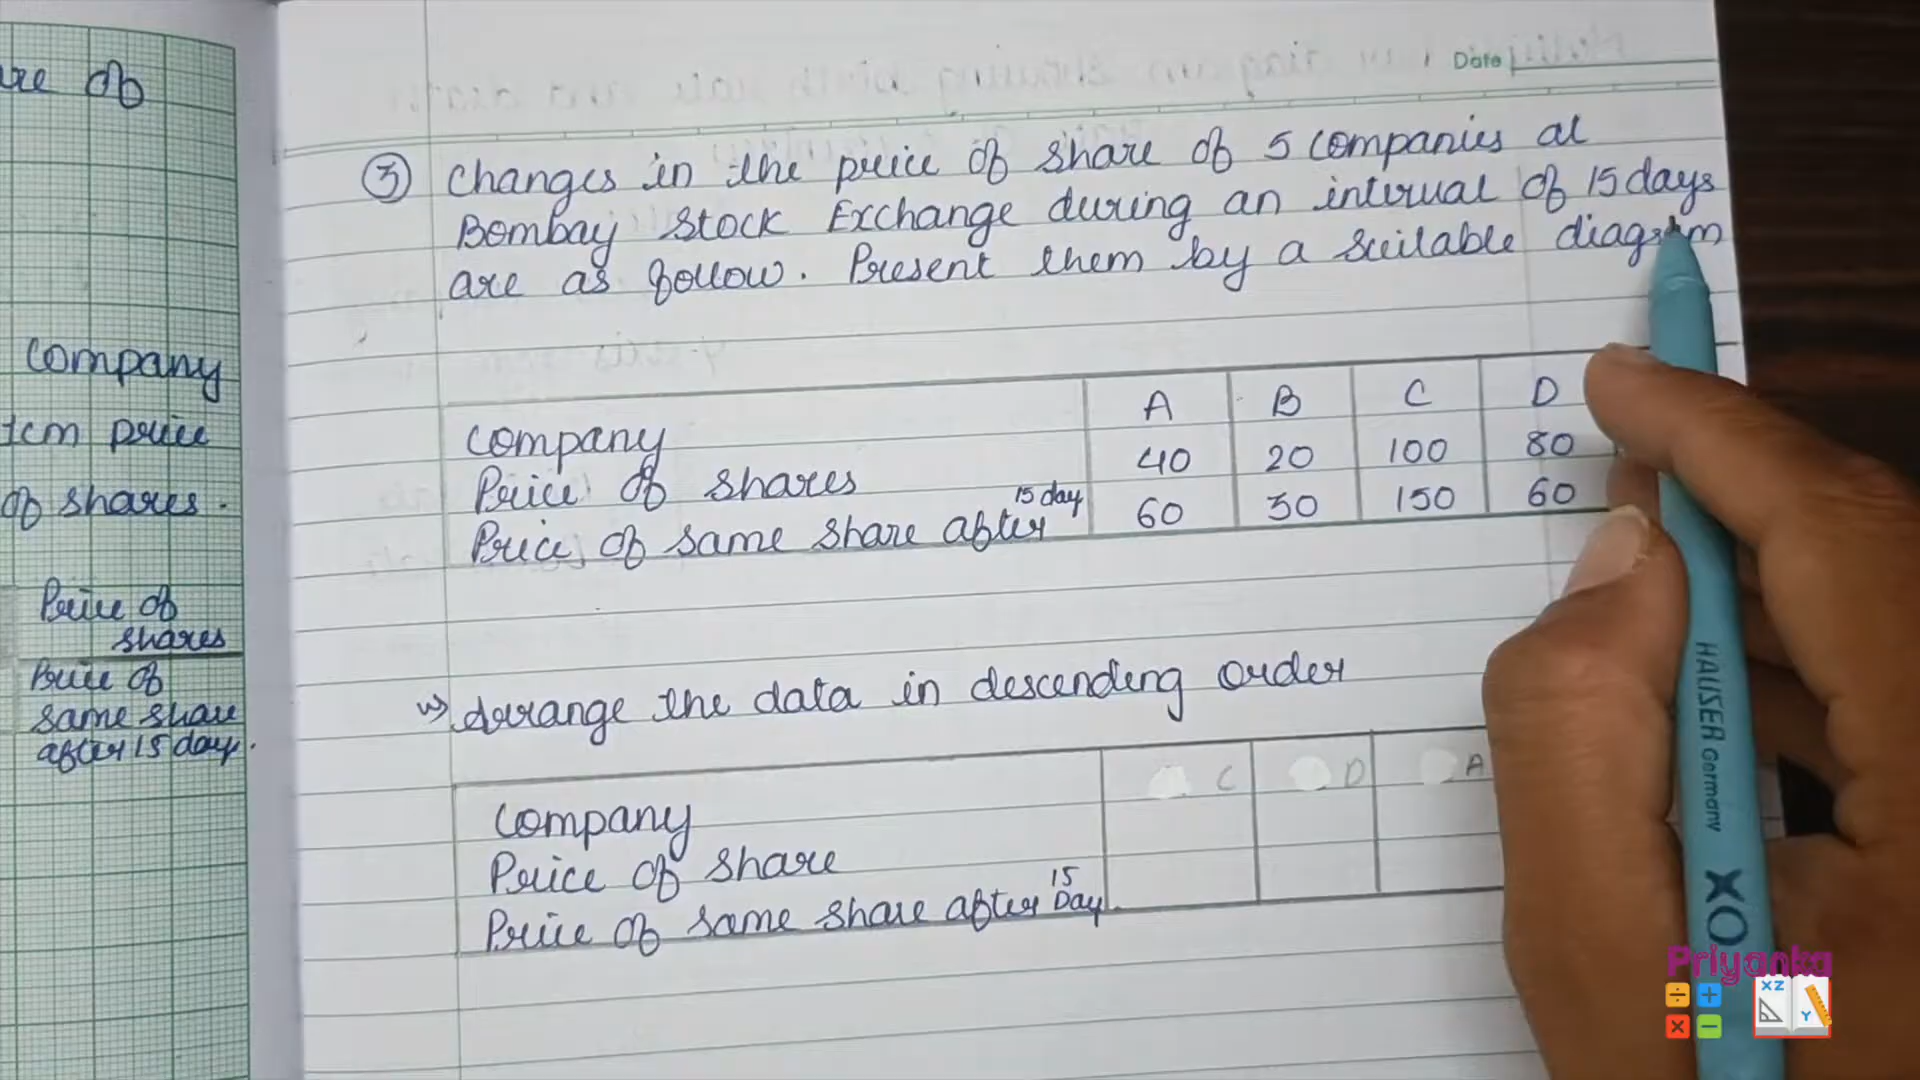 are of
Company
1cm price
of shares.
Price of
shares
Price of
same share
after 15 day.
Date
③ Changes in the price of share of 5 companies at
Bombay Stock Exchange during an interval of 15 days
are as follow. Present them by a suitable diagram
Company A B C D
Price of shares 40 20 100 80
Price of same share after 15 day 60 30 150 60
Arrange the data in descending order
Company C D A
Price of share
Price of same share after 15 Day.
HAUSER Germany
XO
Priyanka
XZ
Y